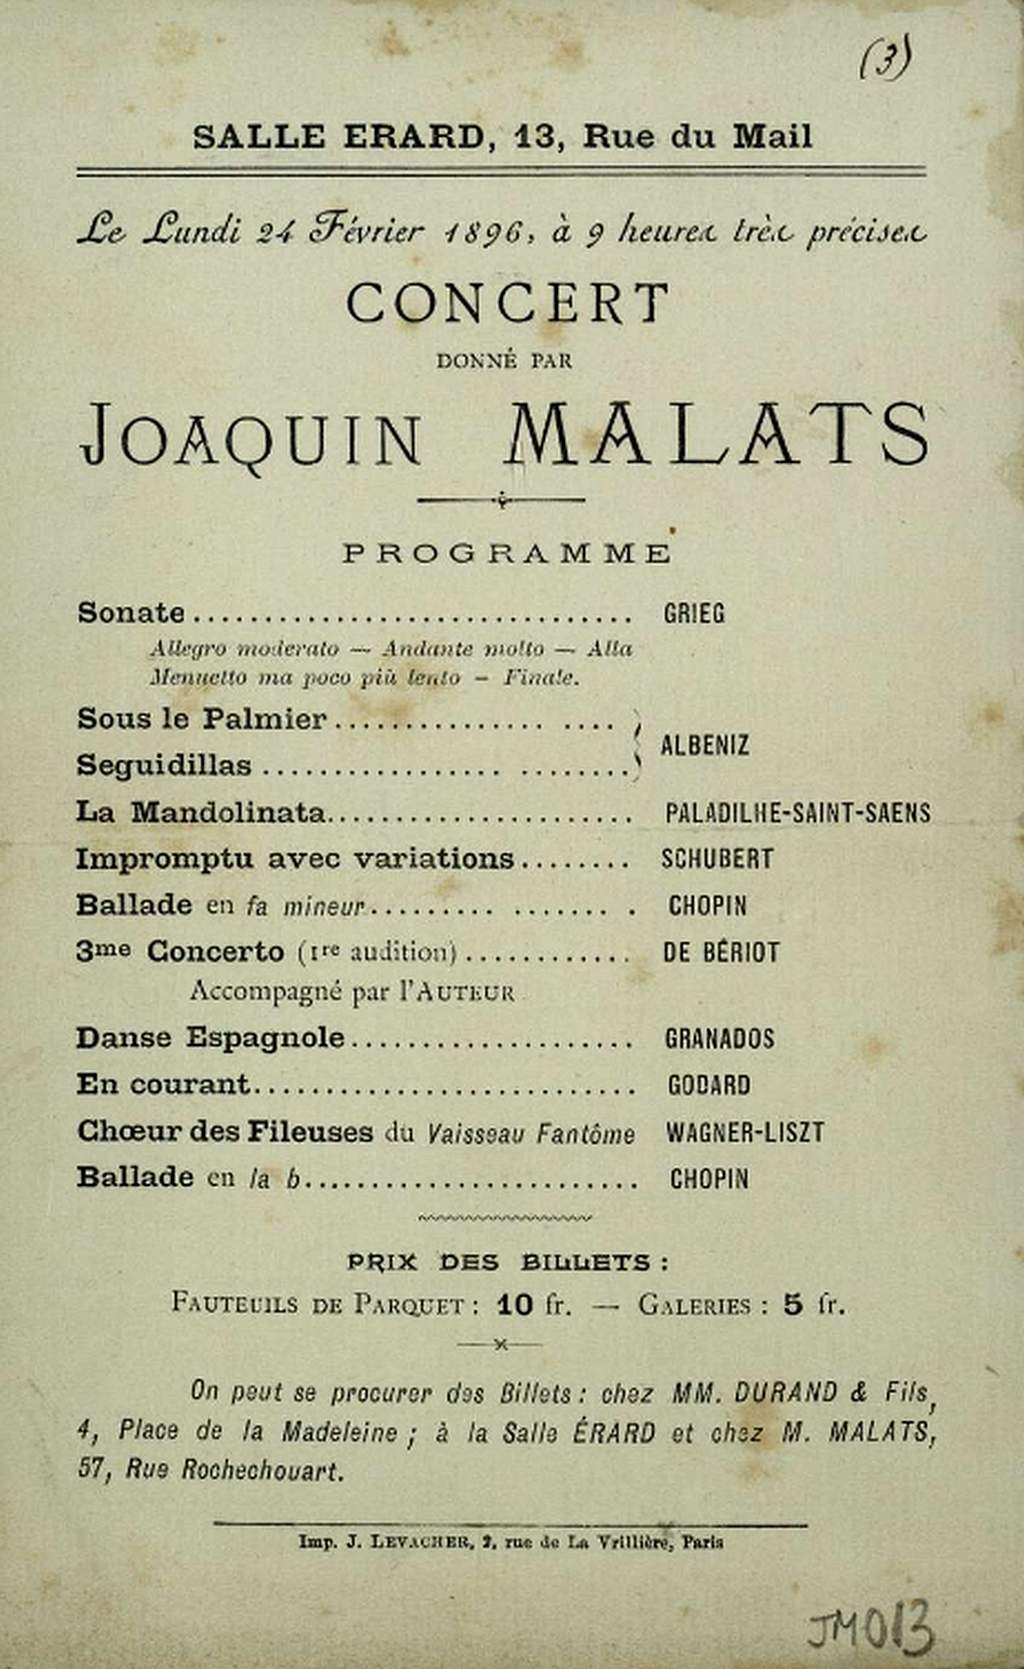 (3)
SALLE ERARD, 13, Rue du Mail
Le Lundi 24 Février 1896, à 9 heures très précises
CONCERT
DONNÉ PAR
JOAQUIN MALATS
PROGRAMME
Sonate ................................ GRIEG
Allegro moderato — Andante molto — Alla
Menuetto ma poco più lento — Finale.
Sous le Palmier ................ ....
ALBENIZ
Seguidillas .................. ........
La Mandolinata....................... PALADILHE-SAINT-SAENS
Impromptu avec variations........ SCHUBERT
Ballade en fa mineur......... ....... . CHOPIN
3me Concerto (1re audition) ............ DE BÉRIOT
Accompagné par l'AUTEUR
Danse Espagnole..................... GRANADOS
En courant............................ GODARD
Chœur des Fileuses du Vaisseau Fantôme WAGNER-LISZT
Ballade en la b......................... CHOPIN
PRIX DES BILLETS :
FAUTEUILS DE PARQUET : 10 fr. — GALERIES : 5 fr.
On peut se procurer des Billets : chez MM. DURAND & Fils,
4, Place de la Madeleine ; à la Salle ÉRARD et chez M. MALATS,
57, Rue Rochechouart.
Imp. J. LEVACHER, 2, rue de La Vrillière, Paris
JM013